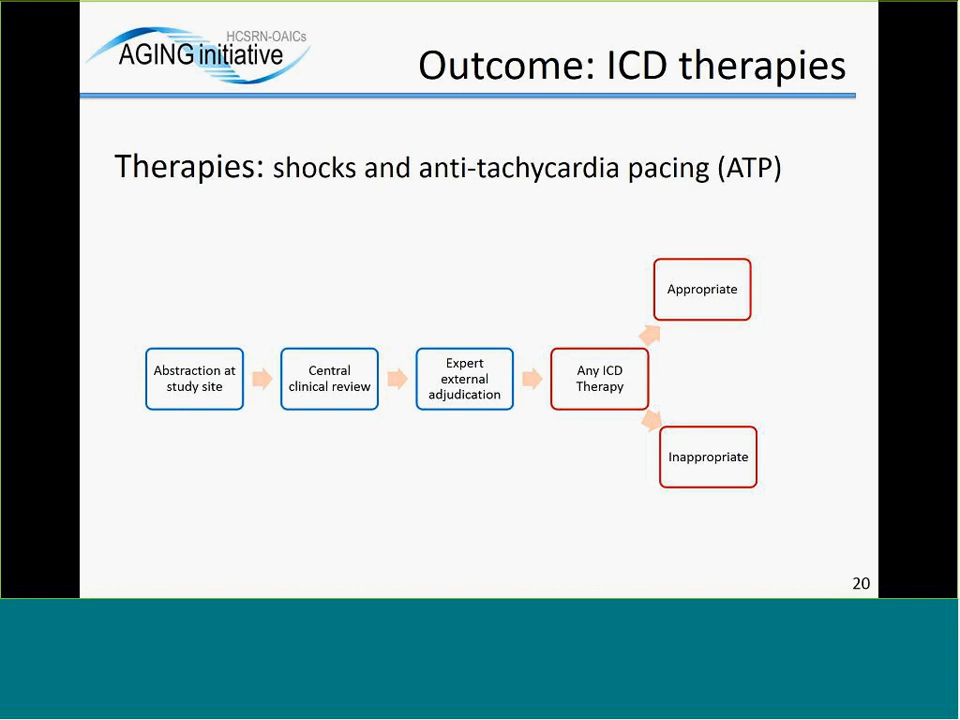 HCSRN-OAICs
AGING initiative
Outcome: ICD therapies
Therapies: shocks and anti-tachycardia pacing (ATP)
Abstraction at
study site
Central
clinical review
Expert
external
adjudication
Any ICD
Therapy
Appropriate
Inappropriate
20